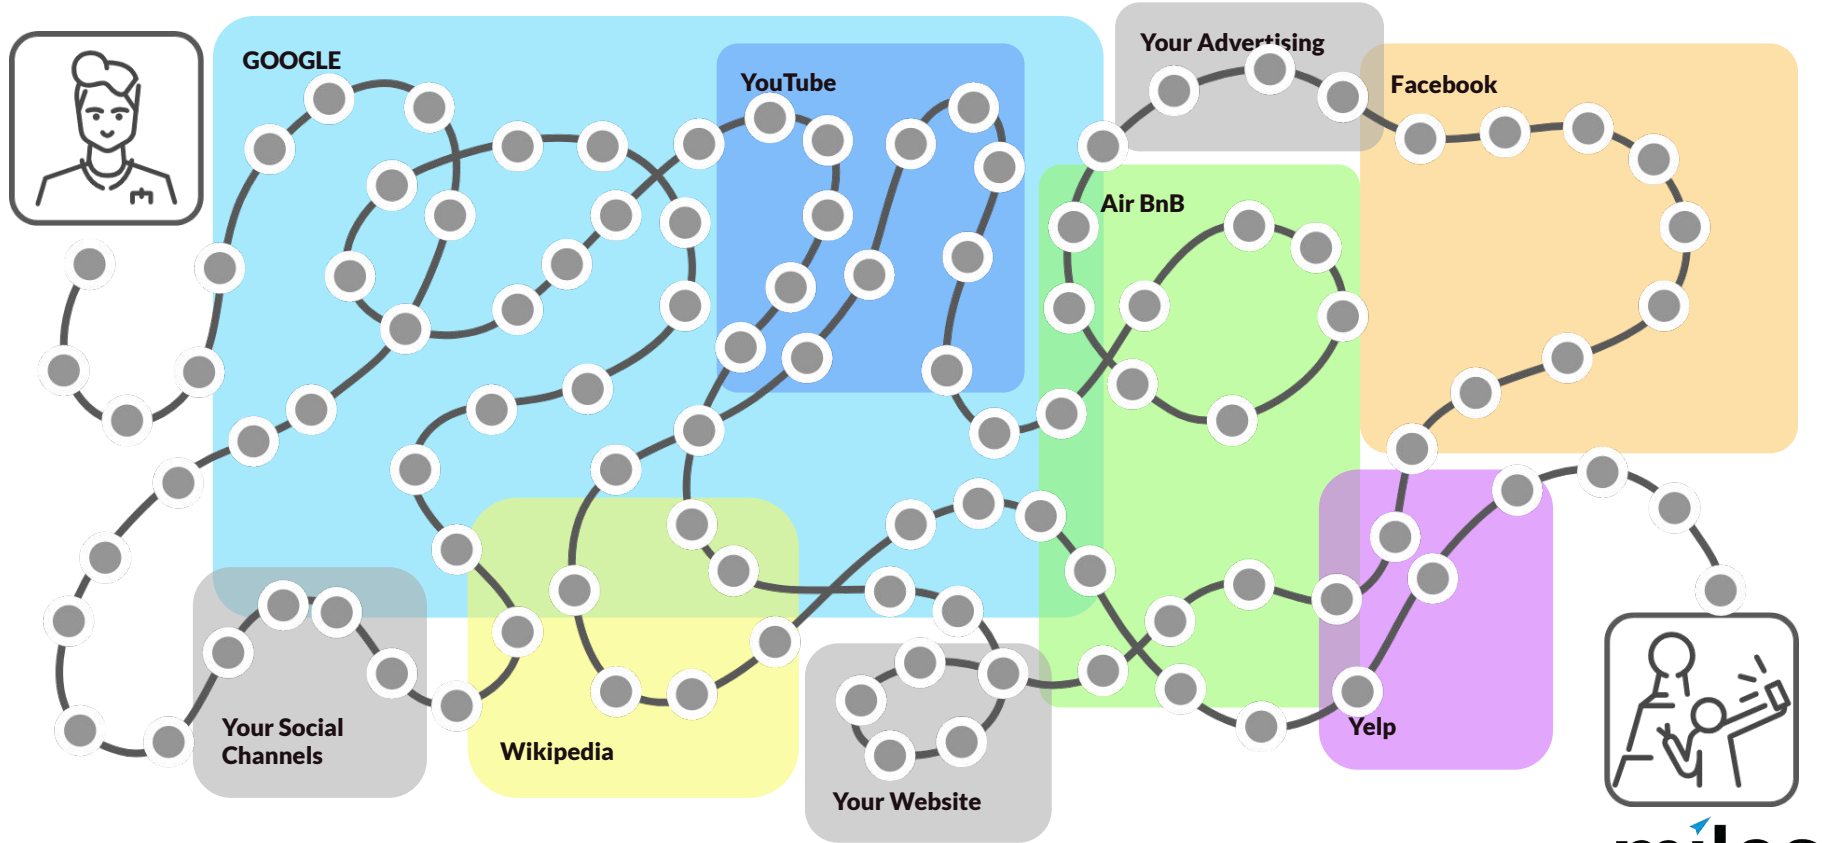 GOOGLE
YouTube
Your Advertising
Facebook
Air BnB
Your Social
Channels
Wikipedia
Your Website
Yelp